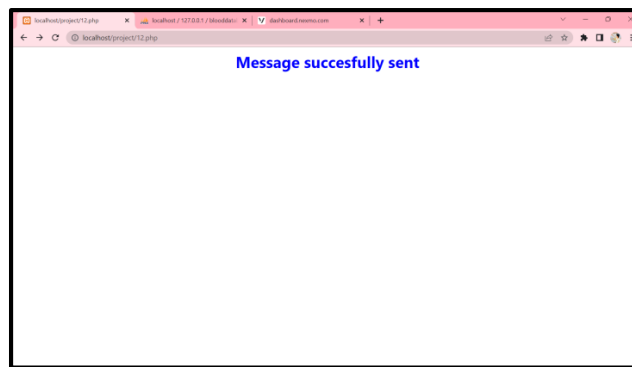 localhost/project/12.php
localhost / 127.0.0.1 /
dashboard.nexmo.com
localhost/project/12.php
Message succesfully sent